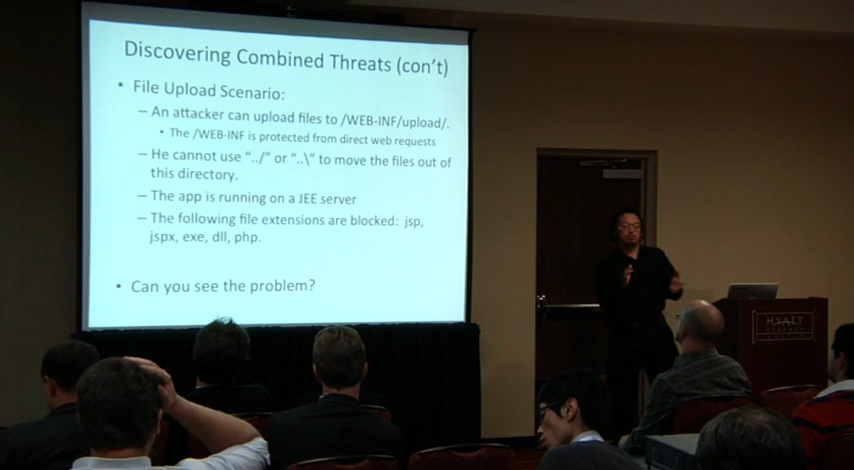 Discovering Combined Threats (con't)
• File Upload Scenario:
– An attacker can upload files to /WEB-INF/upload/.
• The /WEB-INF is protected from direct web requests
– He cannot use "../" or "..\" to move the files out of
this directory.
– The app is running on a JEE server
– The following file extensions are blocked: jsp,
jspx, exe, dll, php.
• Can you see the problem?
HYATT
REGENCY
AUSTIN